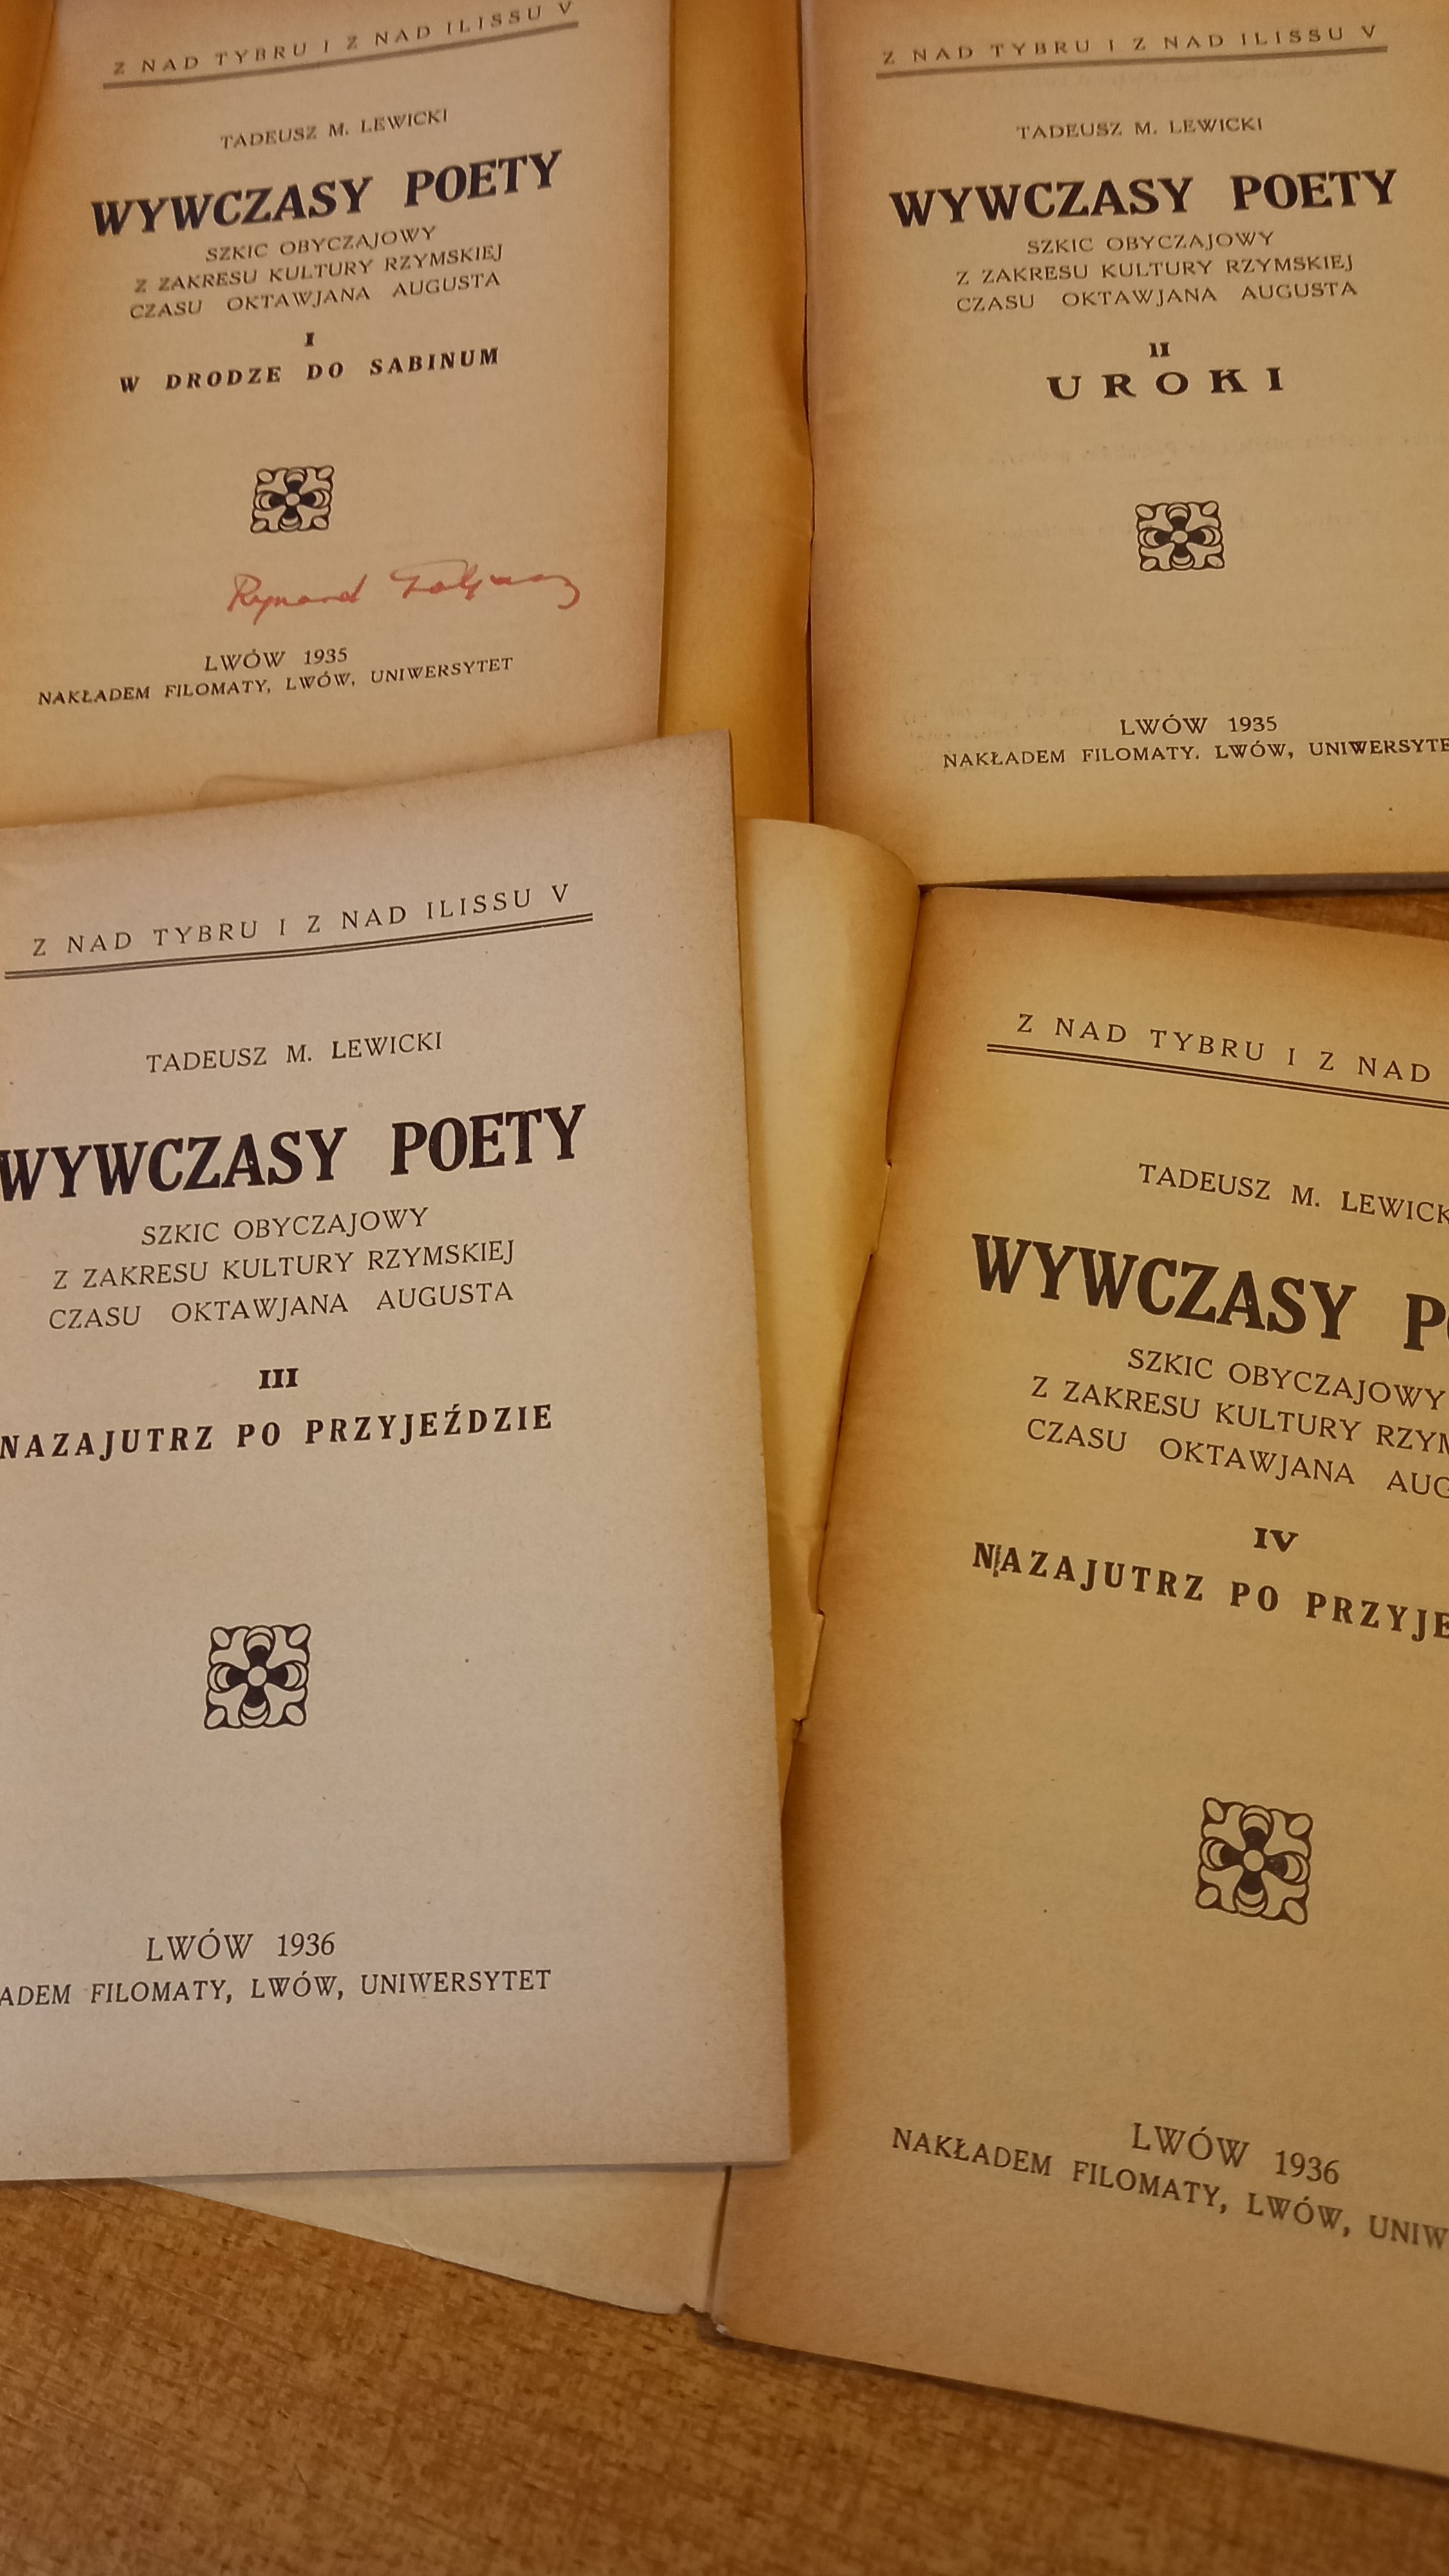 Z NAD TYBRU I Z NAD ILISSU V
TADEUSZ M. LEWICKI
WYWCZASY POETY
SZKIC OBYCZAJOWY
Z ZAKRESU KULTURY RZYMSKIEJ
CZASU OKTAWJANA AUGUSTA
I
W DRODZE DO SABINUM
LWÓW 1935
NAKŁADEM FILOMATY, LWÓW, UNIWERSYTET
Z NAD TYBRU I Z NAD ILISSU V
TADEUSZ M. LEWICKI
WYWCZASY POETY
SZKIC OBYCZAJOWY
Z ZAKRESU KULTURY RZYMSKIEJ
CZASU OKTAWJANA AUGUSTA
II
UROKI
LWÓW 1935
NAKŁADEM FILOMATY. LWÓW, UNIWERSYTE
Z NAD TYBRU I Z NAD ILISSU V
TADEUSZ M. LEWICKI
WYWCZASY POETY
SZKIC OBYCZAJOWY
Z ZAKRESU KULTURY RZYMSKIEJ
CZASU OKTAWJANA AUGUSTA
III
NAZAJUTRZ PO PRZYJEŹDZIE
LWÓW 1936
ADEM FILOMATY, LWÓW, UNIWERSYTET
Z NAD TYBRU I Z NAD
TADEUSZ M. LEWICK
WYWCZASY PO
SZKIC OBYCZAJOWY
Z ZAKRESU KULTURY RZYM
CZASU OKTAWJANA AUG
IV
NAZAJUTRZ PO PRZYJE
LWÓW 1936
NAKŁADEM FILOMATY, LWÓW, UNIW